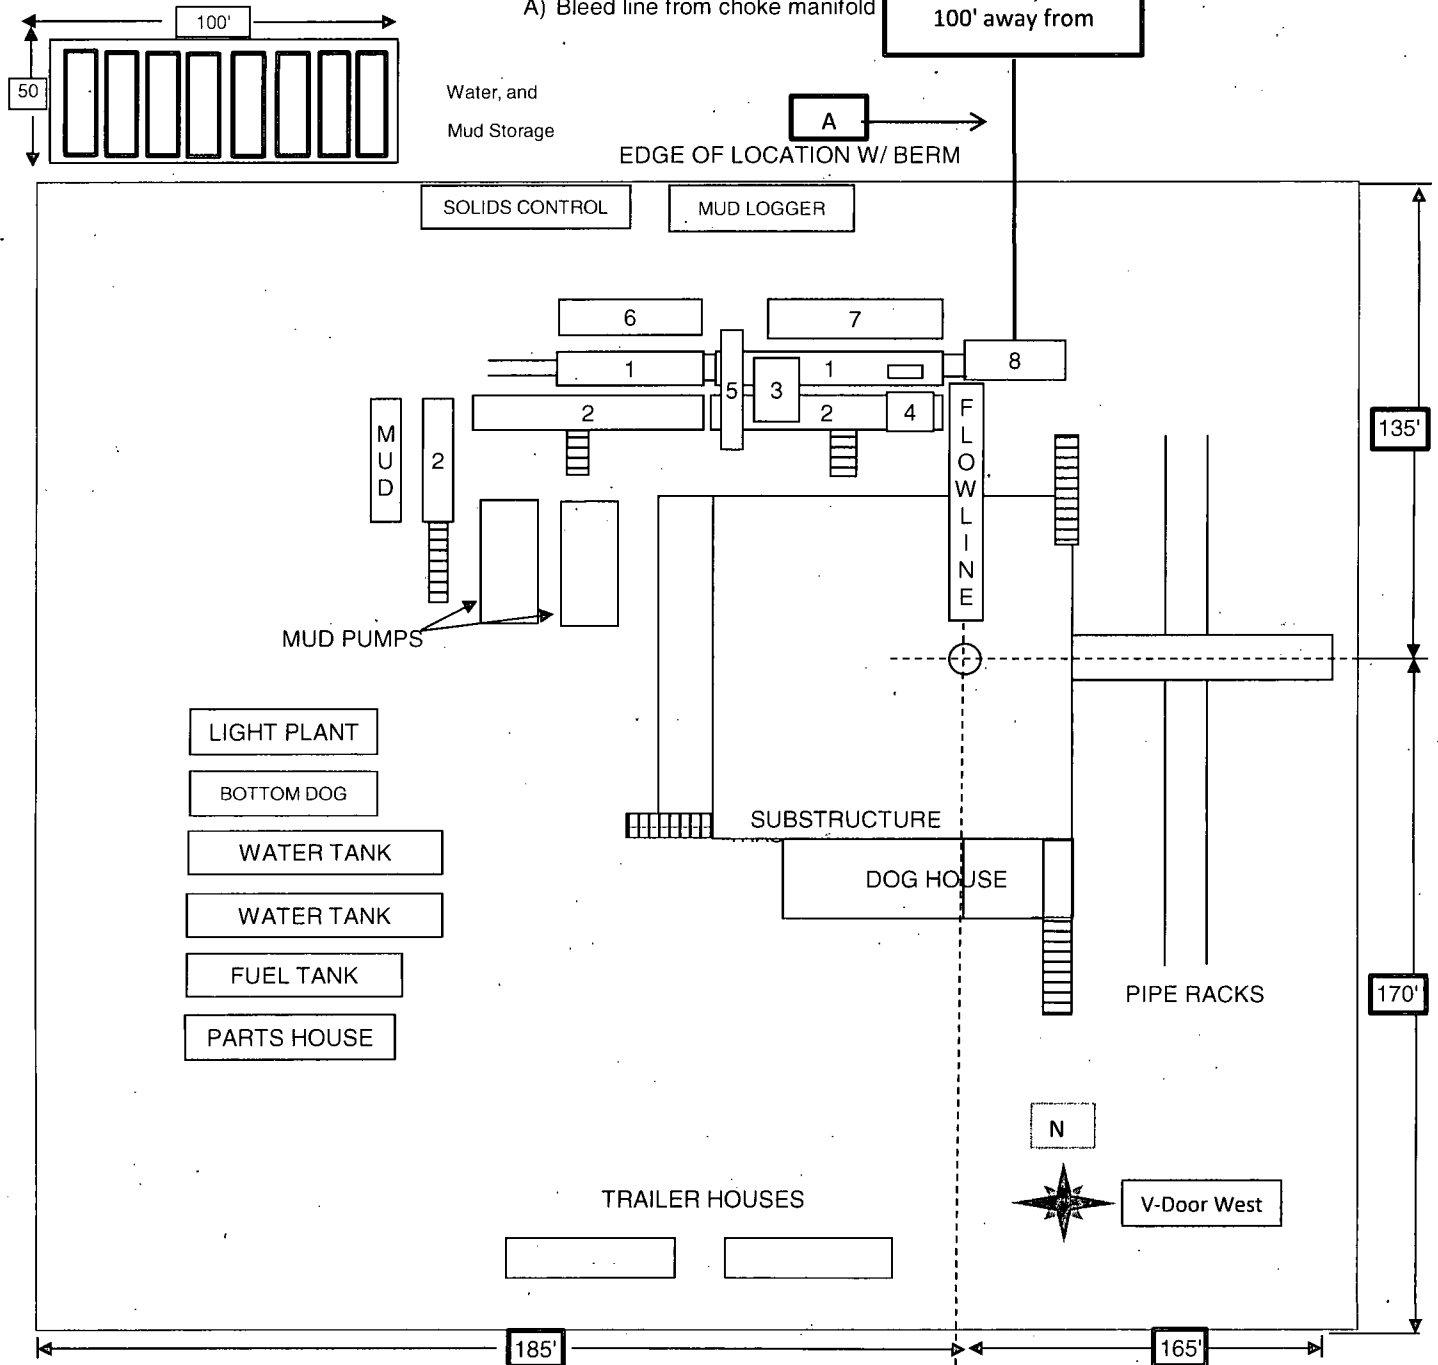 A) Bleed line from choke manifold
100' away from
100'
50
Water, and
Mud Storage
A
EDGE OF LOCATION W/ BERM
SOLIDS CONTROL
MUD LOGGER
6
7
1
1
8
5
3
2
2
4
MUD
2
FLOWLINE
135'
MUD PUMPS
LIGHT PLANT
BOTTOM DOG
WATER TANK
WATER TANK
FUEL TANK
PARTS HOUSE
SUBSTRUCTURE
DOG HOUSE
PIPE RACKS
170'
N
V-Door West
TRAILER HOUSES
185'
165'